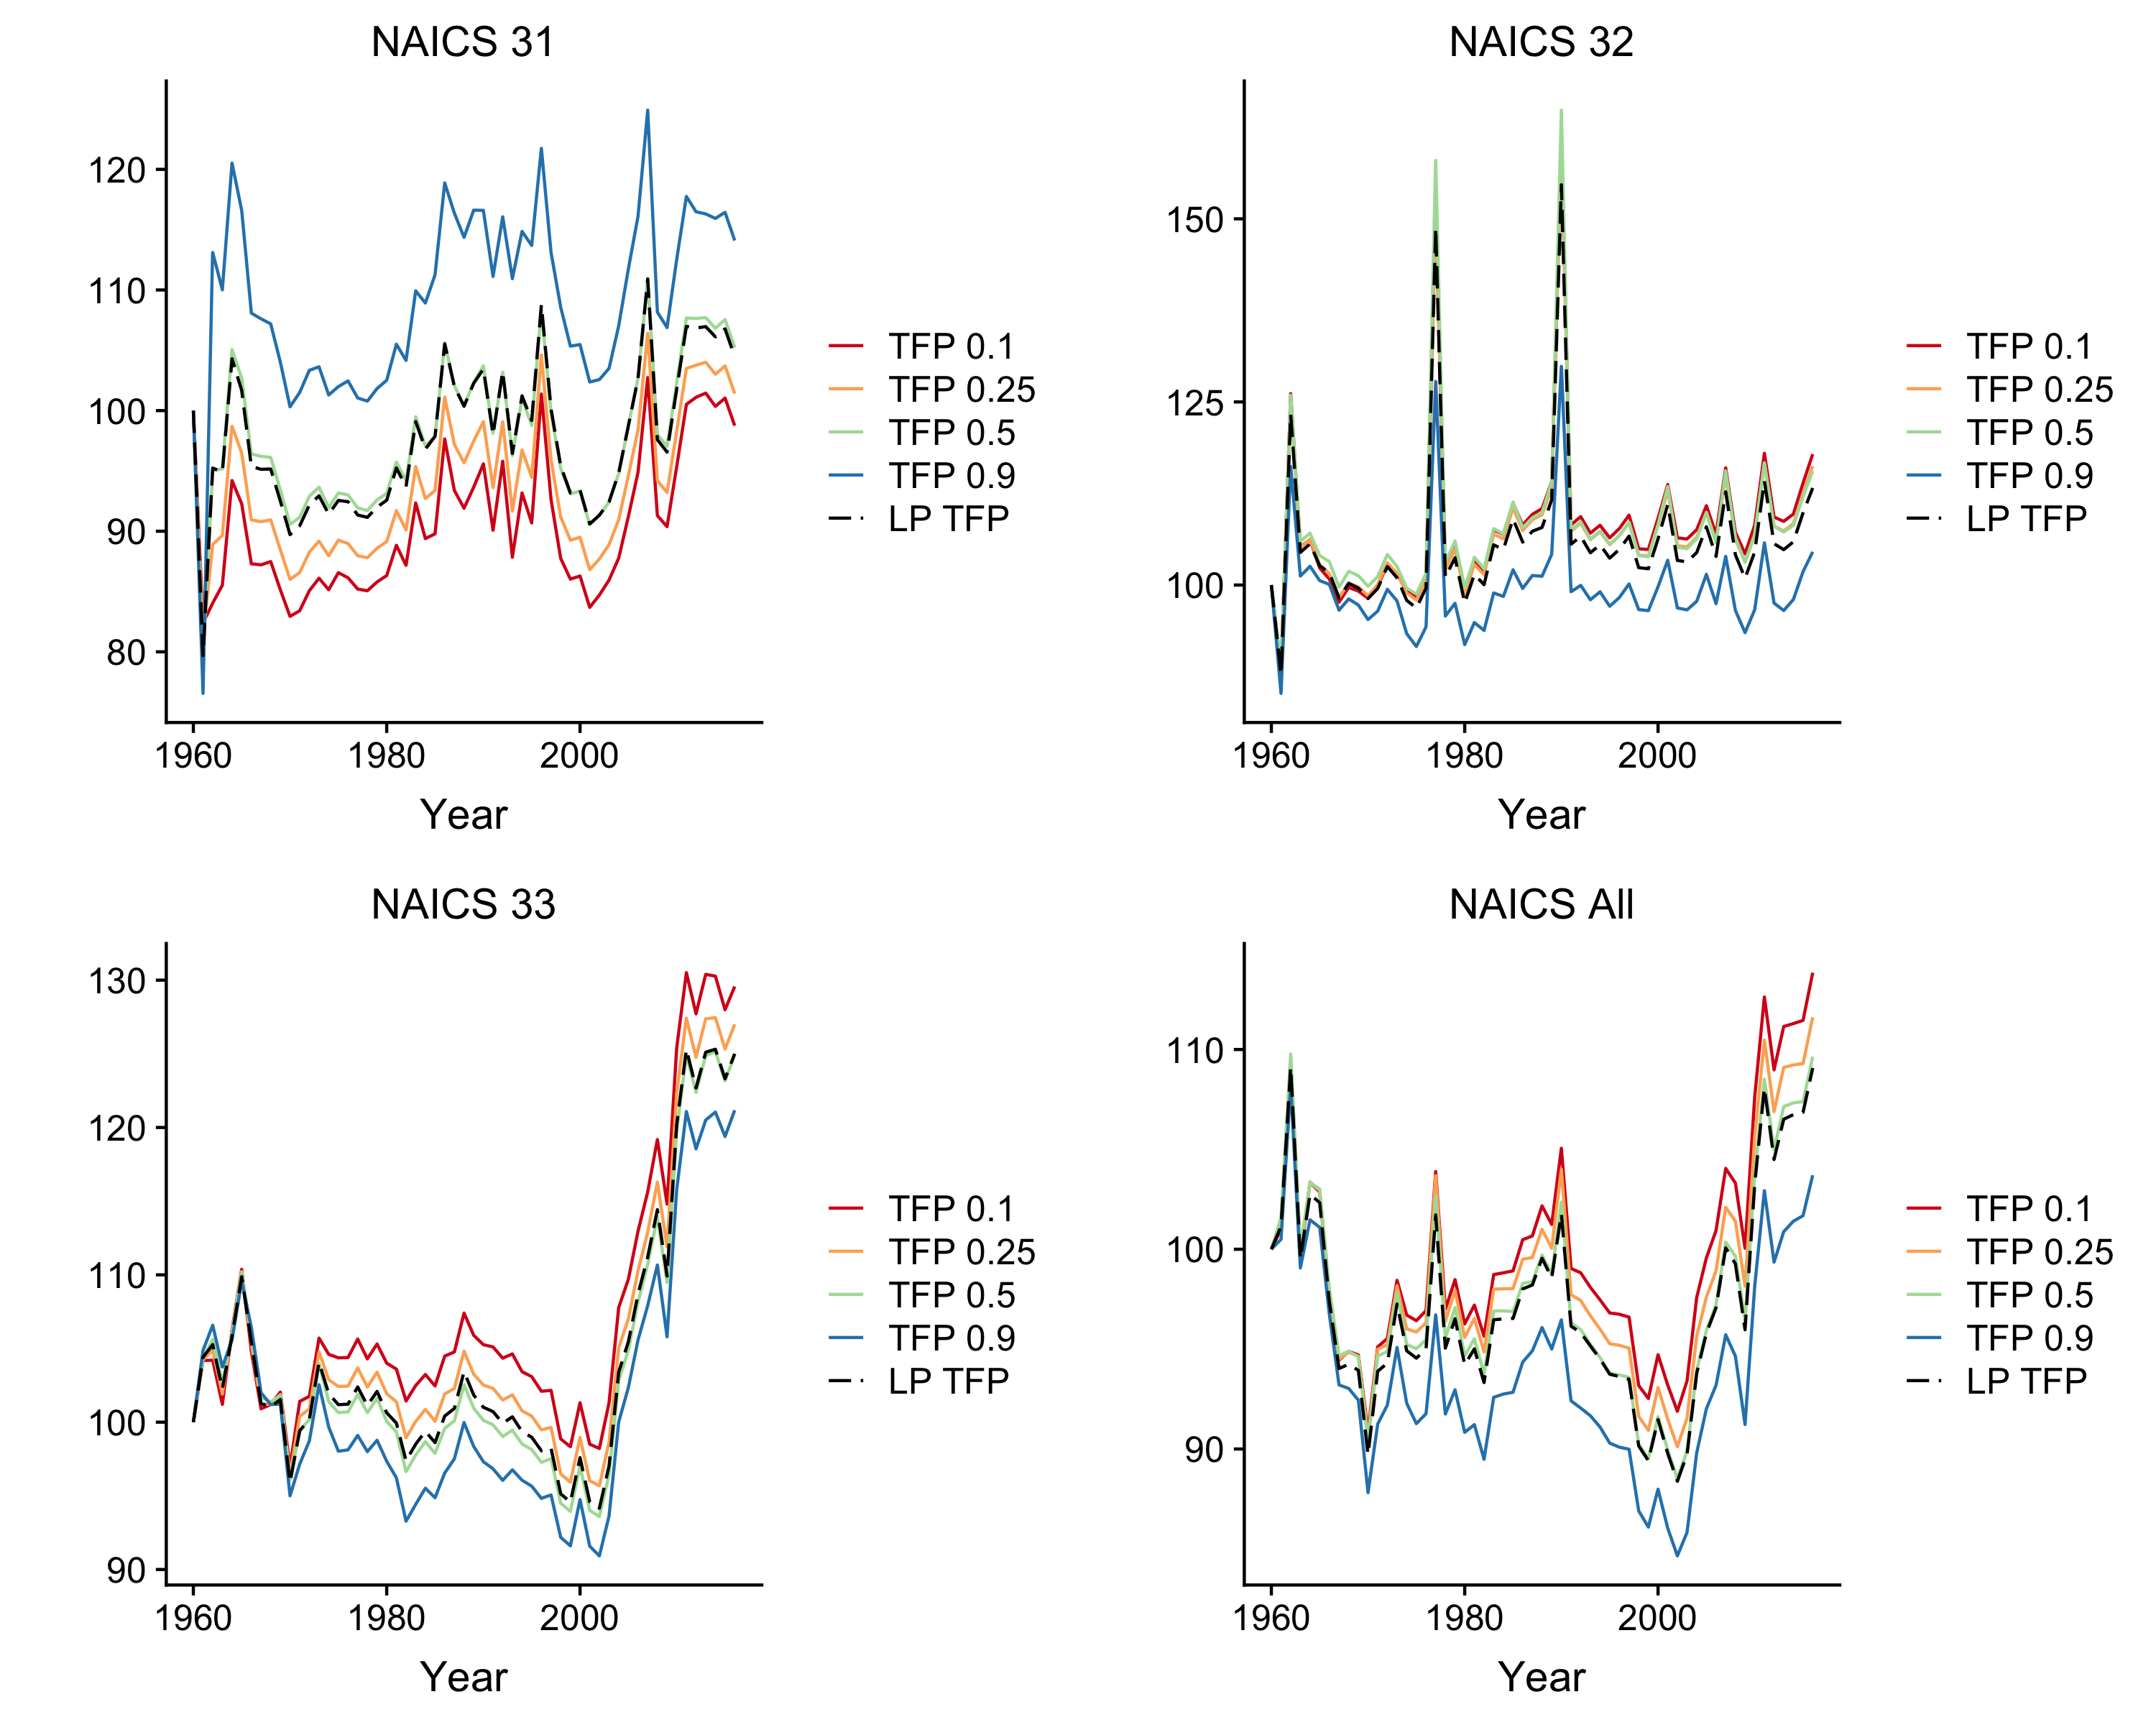 NAICS 31
120
110
100
90
80
1960 1980 2000
Year
TFP 0.1
TFP 0.25
TFP 0.5
TFP 0.9
LP TFP
NAICS 32
150
125
100
1960 1980 2000
Year
TFP 0.1
TFP 0.25
TFP 0.5
TFP 0.9
LP TFP
NAICS 33
130
120
110
100
90
1960 1980 2000
Year
TFP 0.1
TFP 0.25
TFP 0.5
TFP 0.9
LP TFP
NAICS All
110
100
90
1960 1980 2000
Year
TFP 0.1
TFP 0.25
TFP 0.5
TFP 0.9
LP TFP